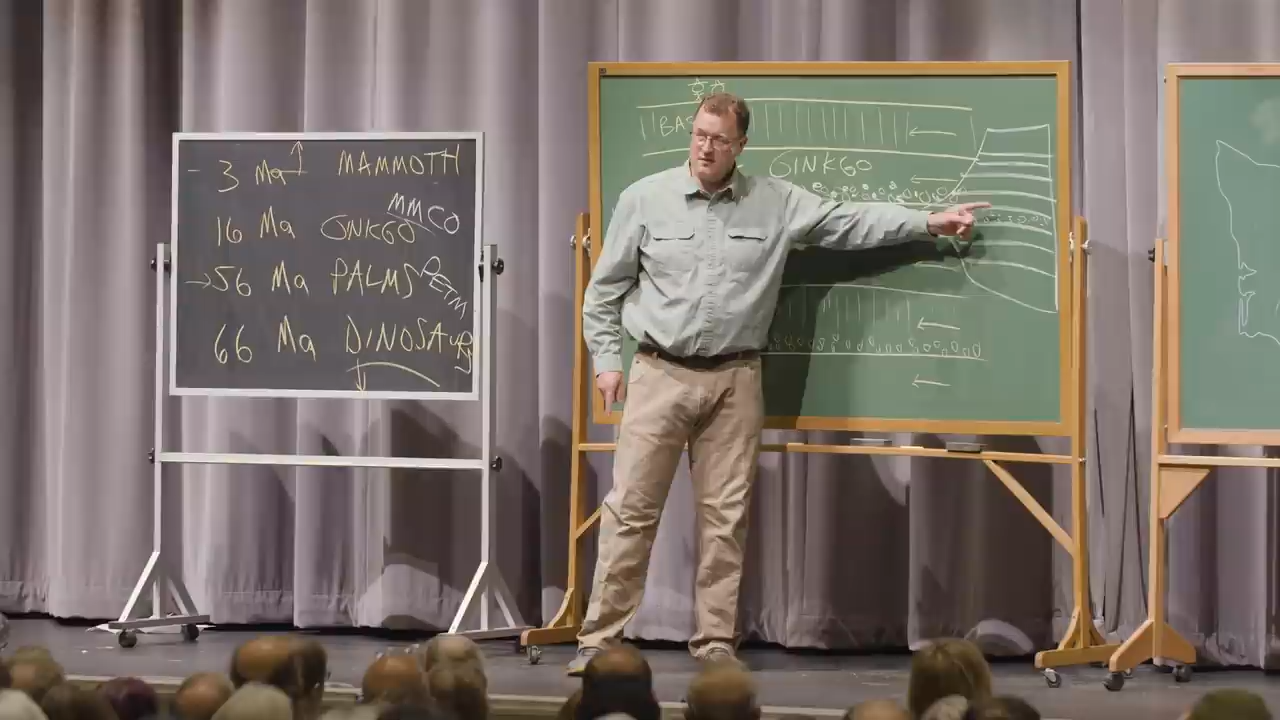 3 Ma MAMMOTH
MMCO
16 Ma GINKGO
56 Ma PALMS PETM
66 Ma DINOSAURS
BAS
GINKGO